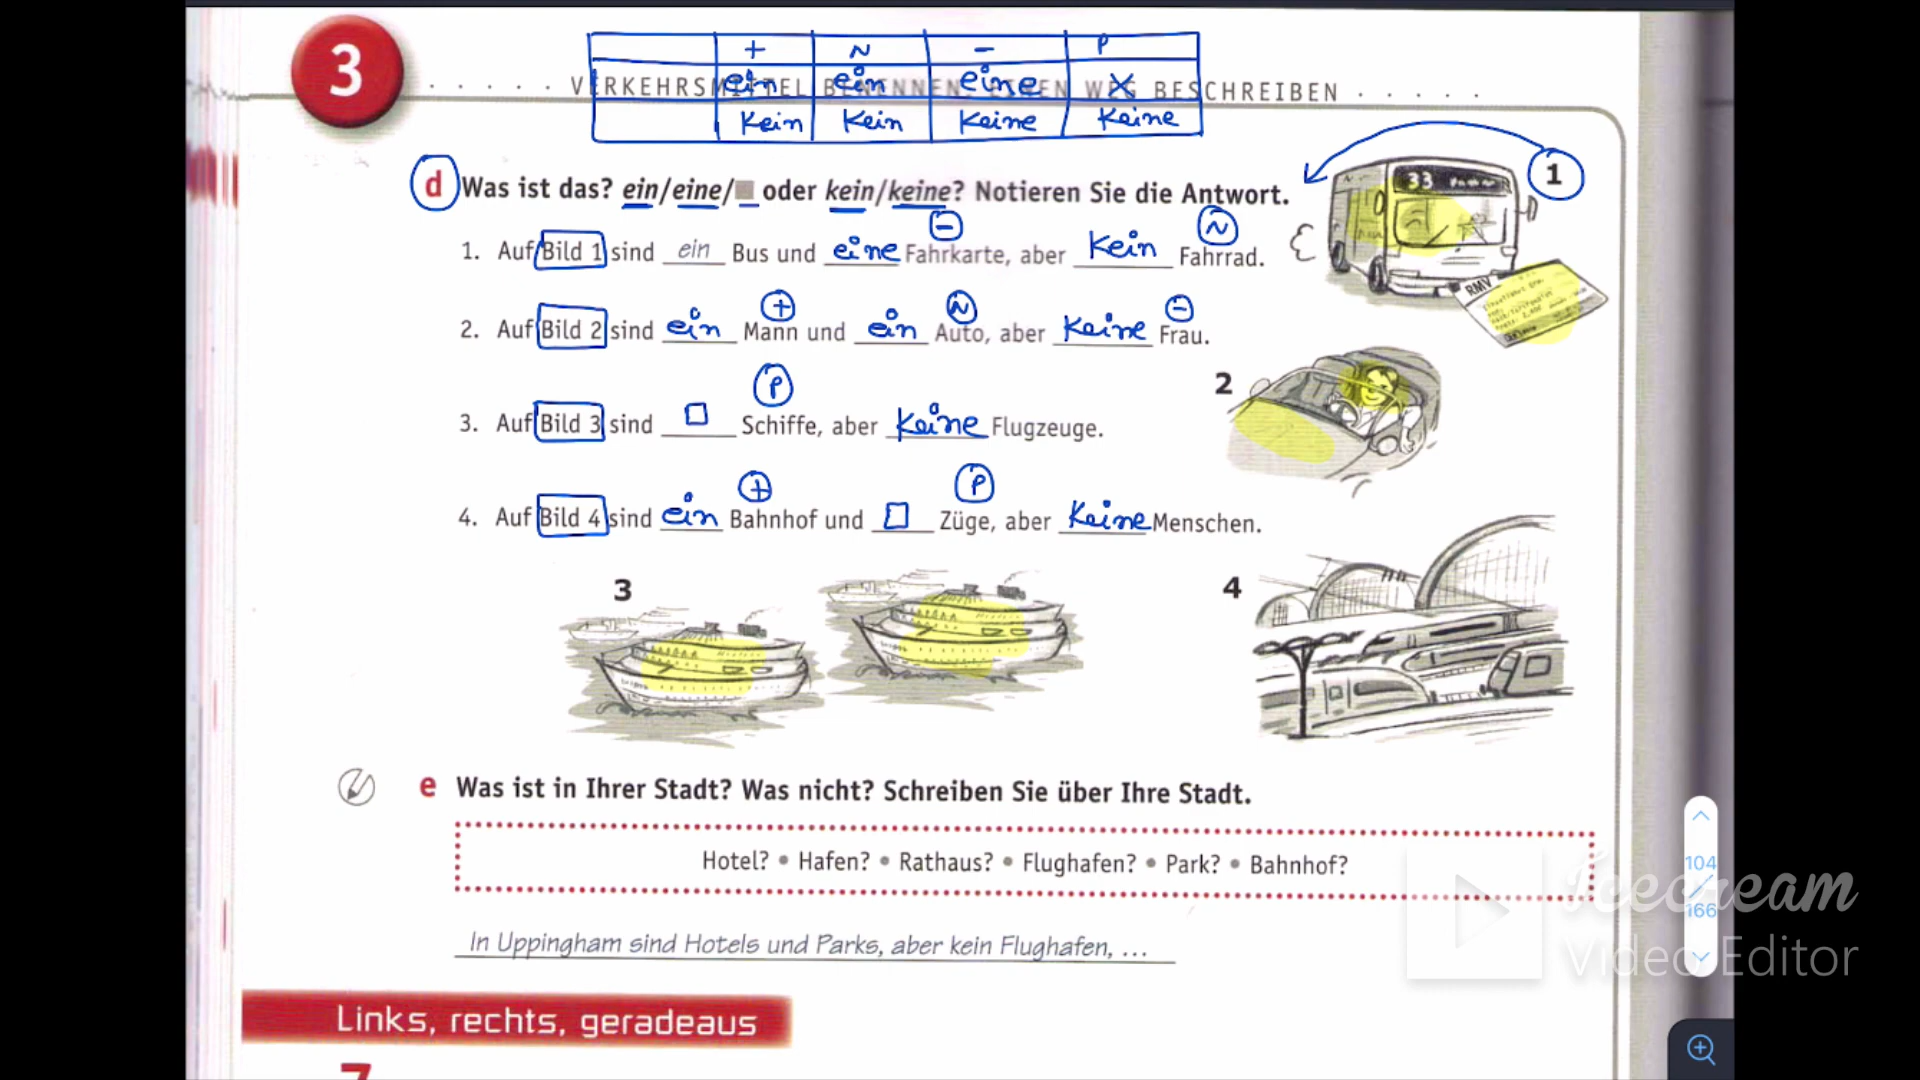 3
+ ~ - P
ein ein eine X
VERKEHRSMITTEL BENENNEN, EINEN WEG BESCHREIBEN
kein kein keine keine
d Was ist das? ein/eine/■ oder kein/keine? Notieren Sie die Antwort.
1
33
- ~
1. Auf Bild 1 sind ein Bus und eine Fahrkarte, aber kein Fahrrad.
RMV
+ ~ -
2. Auf Bild 2 sind ein Mann und ein Auto, aber keine Frau.
P
2
3. Auf Bild 3 sind □ Schiffe, aber keine Flugzeuge.
+ P
4. Auf Bild 4 sind ein Bahnhof und □ Züge, aber keine Menschen.
3
4
e Was ist in Ihrer Stadt? Was nicht? Schreiben Sie über Ihre Stadt.
Hotel? • Hafen? • Rathaus? • Flughafen? • Park? • Bahnhof?
In Uppingham sind Hotels und Parks, aber kein Flughafen, ...
104
166
Icecream
Video Editor
Links, rechts, geradeaus